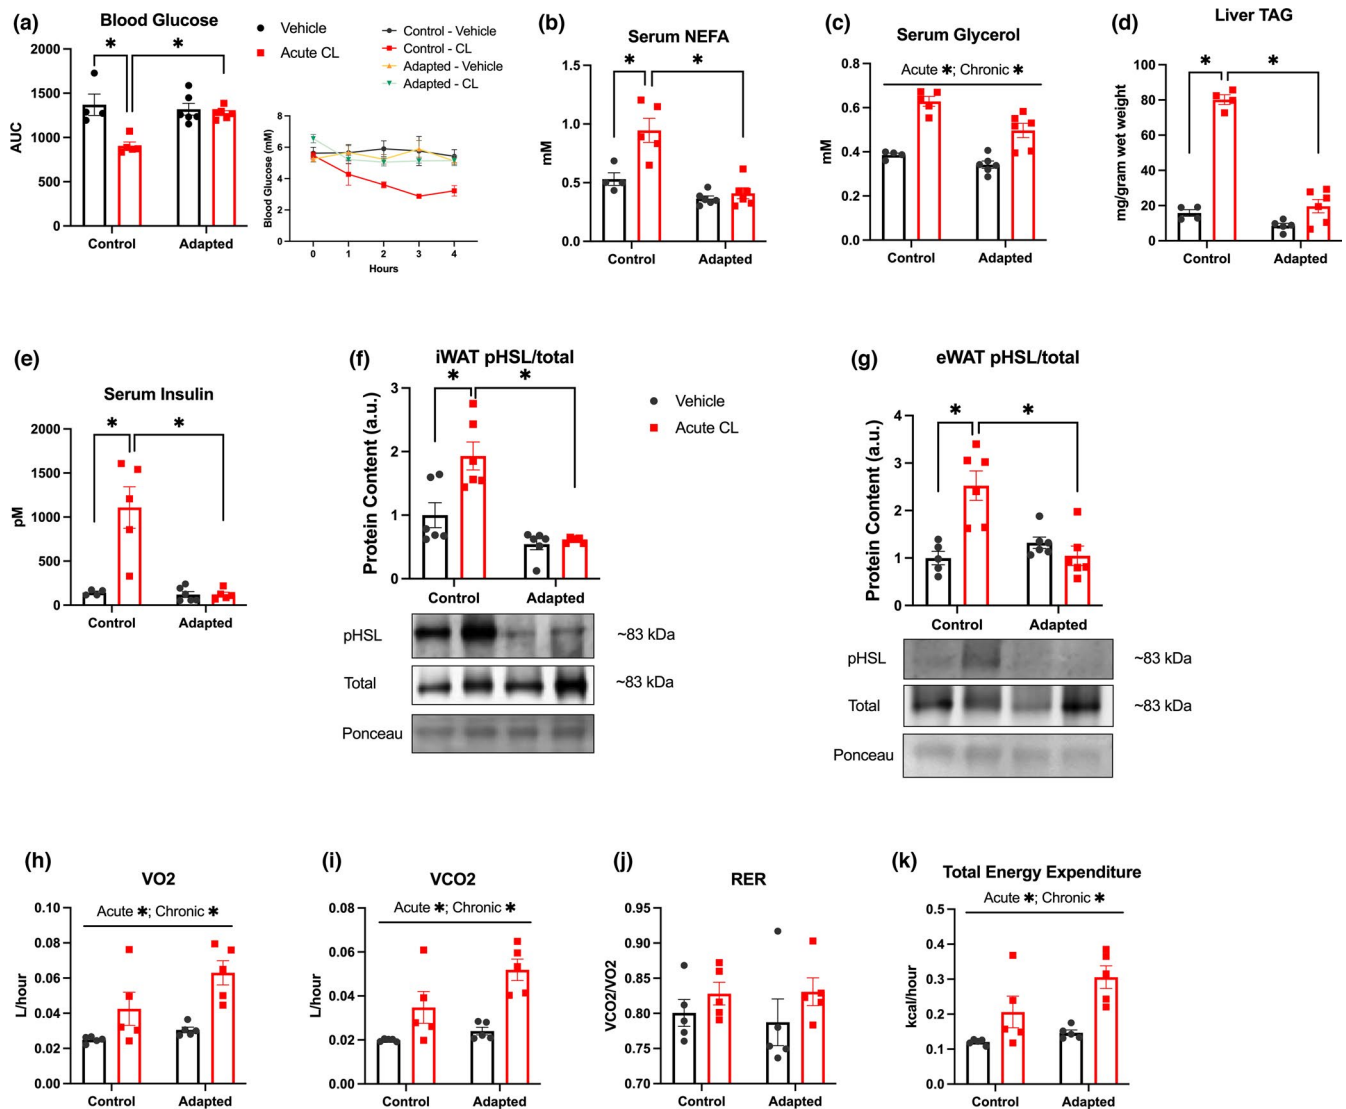 (a)
Blood Glucose
2000
1500
1000
500
0
AUC
Control
Adapted
✱
✱
Vehicle
Acute CL
Control - Vehicle
Control - CL
Adapted - Vehicle
Adapted - CL
8
6
4
2
0
Blood Glucose (mM)
0 1 2 3 4
Hours
(b)
Serum NEFA
1.5
1.0
0.5
0.0
mM
✱
✱
Control
Adapted
(c)
Serum Glycerol
Acute ✱; Chronic ✱
0.8
0.6
0.4
0.2
0.0
mM
Control
Adapted
(d)
Liver TAG
100
80
60
40
20
0
mg/gram wet weight
✱
✱
Control
Adapted
(e)
Serum Insulin
2000
1500
1000
500
0
pM
✱
✱
Control
Adapted
(f)
iWAT pHSL/total
3
2
1
0
Protein Content (a.u.)
✱
✱
Control
Adapted
Vehicle
Acute CL
pHSL
~83 kDa
Total
~83 kDa
Ponceau
(g)
eWAT pHSL/total
4
3
2
1
0
Protein Content (a.u.)
✱
✱
Control
Adapted
pHSL
~83 kDa
Total
~83 kDa
Ponceau
(h)
VO2
Acute ✱; Chronic ✱
0.10
0.08
0.06
0.04
0.02
0.00
L/hour
Control
Adapted
(i)
VCO2
Acute ✱; Chronic ✱
0.08
0.06
0.04
0.02
0.00
L/hour
Control
Adapted
(j)
RER
0.95
0.90
0.85
0.80
0.75
0.70
VCO2/VO2
Control
Adapted
(k)
Total Energy Expenditure
Acute ✱; Chronic ✱
0.5
0.4
0.3
0.2
0.1
0.0
kcal/hour
Control
Adapted